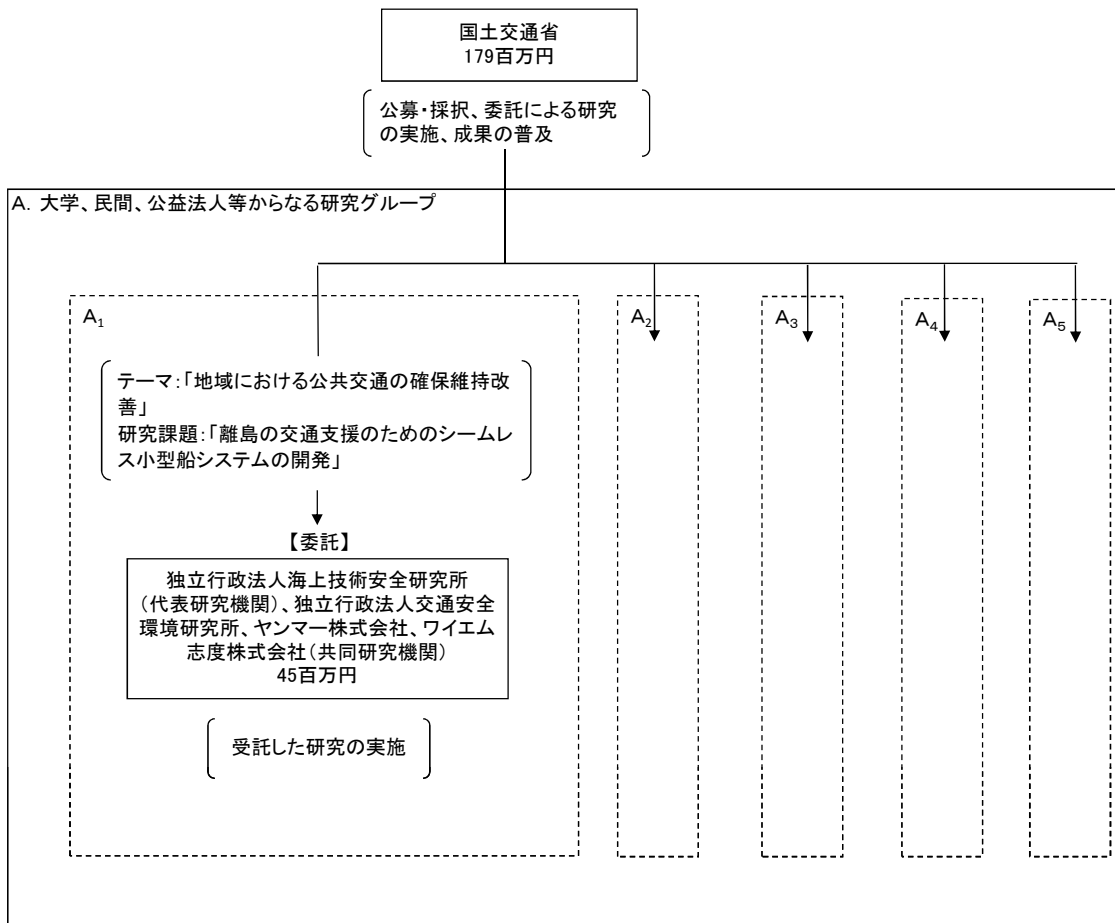 国土交通省
179百万円
公募・採択、委託による研究
の実施、成果の普及
A. 大学、民間、公益法人等からなる研究グループ
A1
A2
A3
A4
A5
テーマ:「地域における公共交通の確保維持改
善」
研究課題:「離島の交通支援のためのシームレ
ス小型船システムの開発」
【委託】
独立行政法人海上技術安全研究所
(代表研究機関)、独立行政法人交通安全
環境研究所、ヤンマー株式会社、ワイエム
志度株式会社(共同研究機関)
45百万円
受託した研究の実施